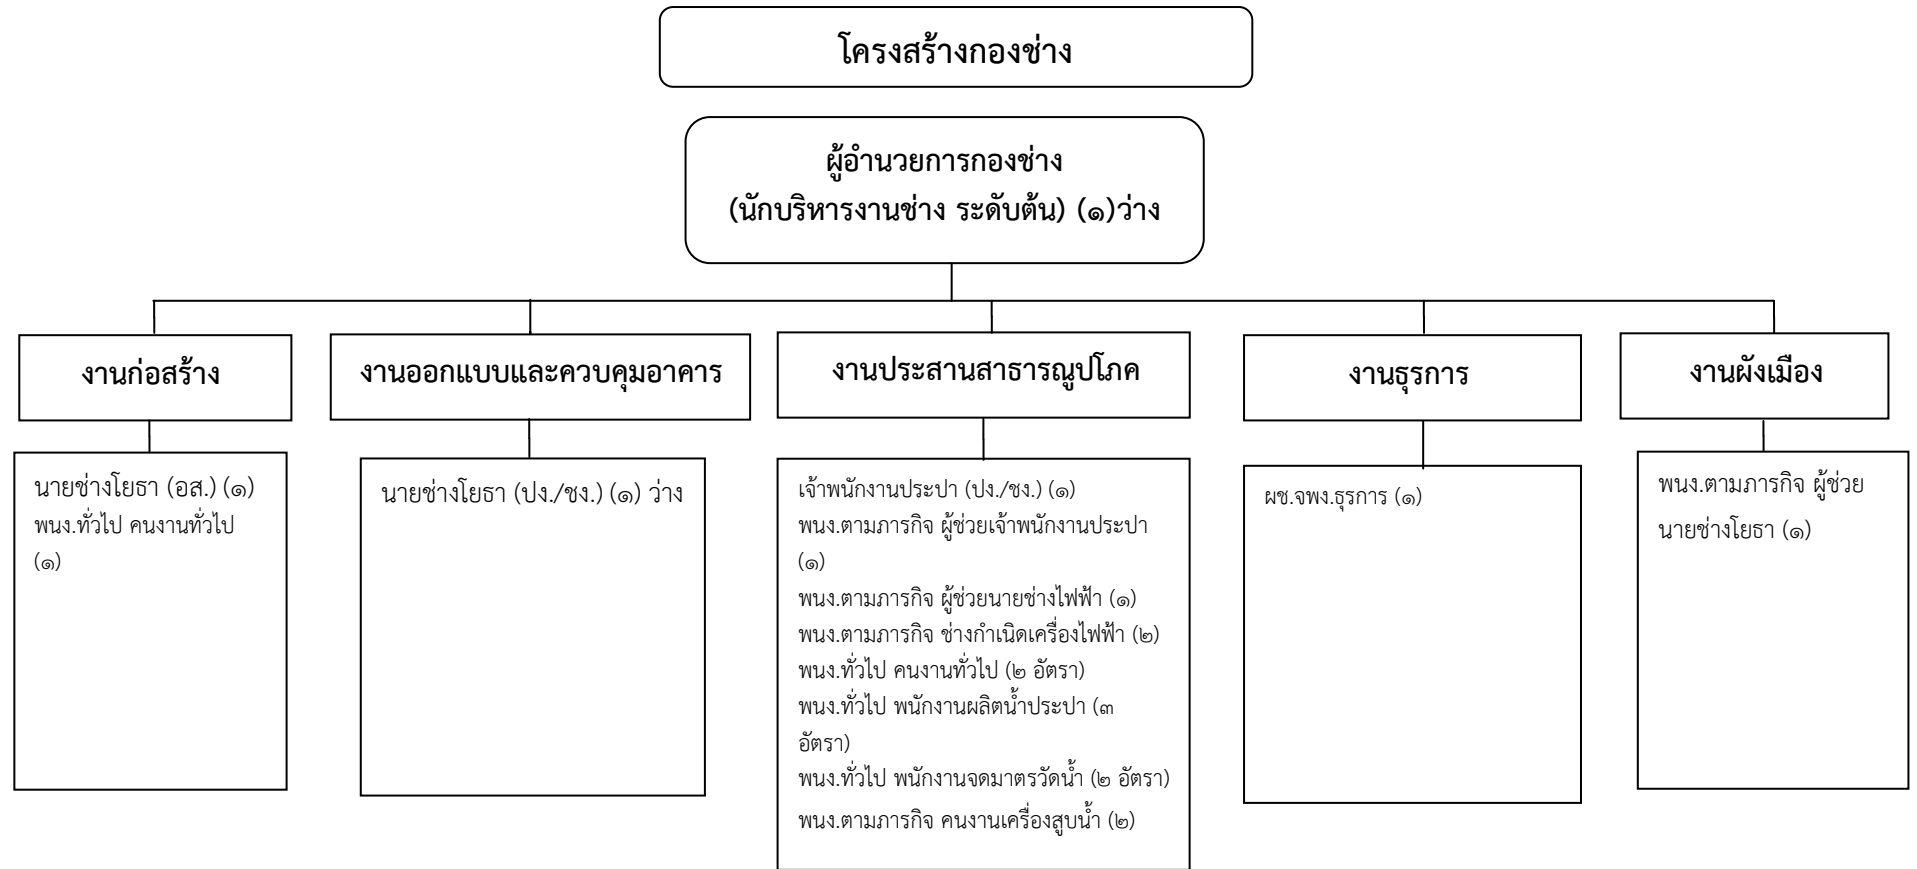 โครงสร้างกองช่าง
ผู้อำนวยการกองช่าง
(นักบริหารงานช่าง ระดับต้น) (๑)ว่าง
งานก่อสร้าง
งานออกแบบและควบคุมอาคาร
งานประสานสาธารณูปโภค
งานธุรการ
งานผังเมือง
นายช่างโยธา (อส.) (๑)
พนง.ทั่วไป คนงานทั่วไป
(๑)
นายช่างโยธา (ปง./ชง.) (๑) ว่าง
เจ้าพนักงานประปา (ปง./ชง.) (๑)
พนง.ตามภารกิจ ผู้ช่วยเจ้าพนักงานประปา
(๑)
พนง.ตามภารกิจ ผู้ช่วยนายช่างไฟฟ้า (๑)
พนง.ตามภารกิจ ช่างกำเนิดเครื่องไฟฟ้า (๒)
พนง.ทั่วไป คนงานทั่วไป (๒ อัตรา)
พนง.ทั่วไป พนักงานผลิตน้ำประปา (๓
อัตรา)
พนง.ทั่วไป พนักงานจดมาตรวัดน้ำ (๒ อัตรา)
พนง.ตามภารกิจ คนงานเครื่องสูบน้ำ (๒)
ผช.จพง.ธุรการ (๑)
พนง.ตามภารกิจ ผู้ช่วย
นายช่างโยธา (๑)